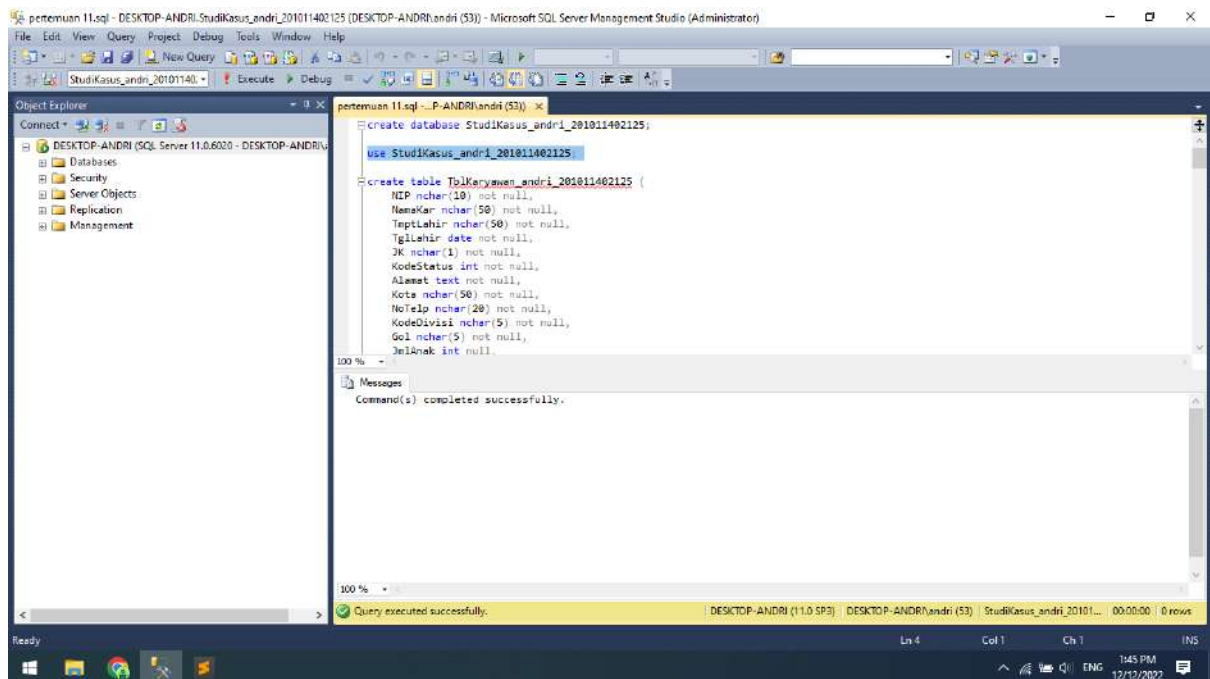 pertemuan 11.sql - DESKTOP-ANDRI.StudiKasus_andri_201011402125 (DESKTOP-ANDRI\andri (53)) - Microsoft SQL Server Management Studio (Administrator)
File Edit View Query Project Debug Tools Window Help
New Query
StudiKasus_andri_20101140 Execute Debug
Object Explorer
pertemuan 11.sql -...P-ANDRI\andri (53))
Connect
DESKTOP-ANDRI (SQL Server 11.0.6020 - DESKTOP-ANDRI\
Databases
Security
Server Objects
Replication
Management
create database StudiKasus_andri_201011402125;
use StudiKasus_andri_201011402125;
create table TblKaryawan_andri_201011402125 (
NIP nchar(10) not null,
NamaKar nchar(50) not null,
TmptLahir nchar(50) not null,
TglLahir date not null,
JK nchar(1) not null,
KodeStatus int not null,
Alamat text not null,
Kota nchar(50) not null,
NoTelp nchar(20) not null,
KodeDivisi nchar(5) not null,
Gol nchar(5) not null,
JmlAnak int null,
100 %
Messages
Command(s) completed successfully.
100 %
Query executed successfully. DESKTOP-ANDRI (11.0 SP3) DESKTOP-ANDRI\andri (53) StudiKasus_andri_20101... 00:00:00 0 rows
Ready Ln 4 Col 1 Ch 1 INS
ENG 1:45 PM
12/12/2022